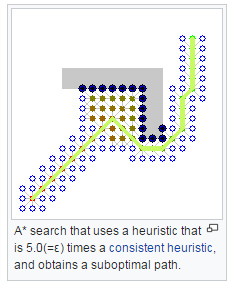 A* search that uses a heuristic that
is 5.0(=ε) times a consistent heuristic,
and obtains a suboptimal path.